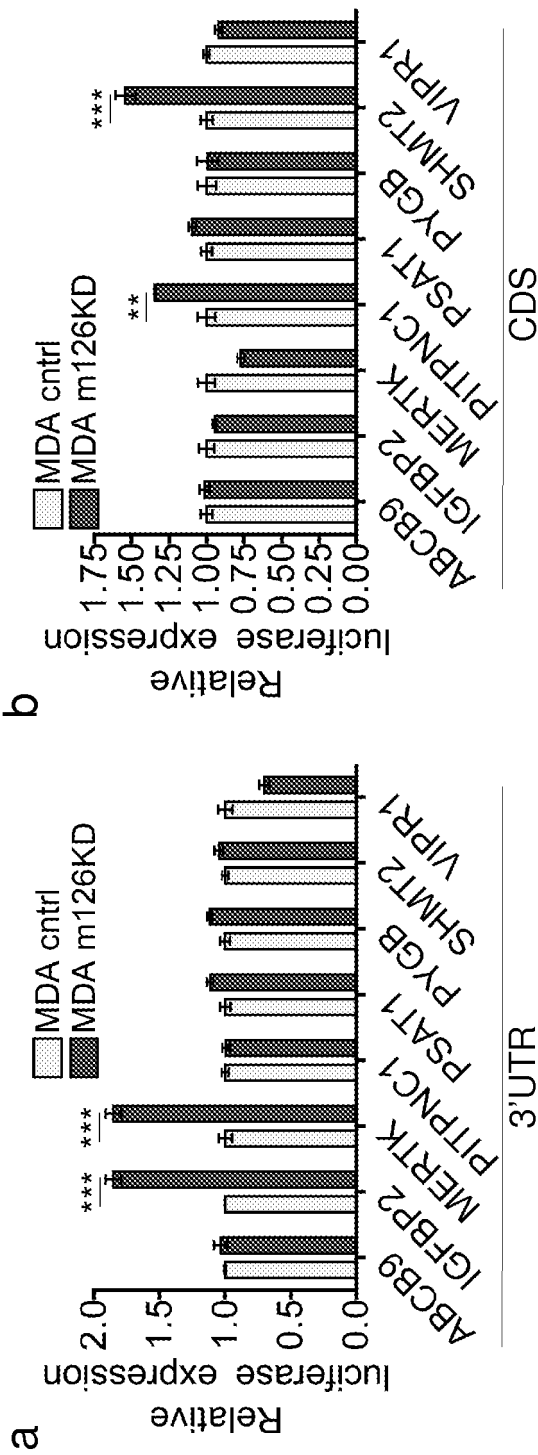 a
Relative
luciferase expression
2.0
1.5
1.0
0.5
0.0
MDA cntrl
MDA m126KD
***
***
ABCB9
IGFBP2
MERTK
PITPNC1
PSAT1
PYGB
SHMT2
VIPR1
3'UTR
b
Relative
luciferase expression
1.75
1.50
1.25
1.00
0.75
0.50
0.25
0.00
MDA cntrl
MDA m126KD
**
***
ABCB9
IGFBP2
MERTK
PITPNC1
PSAT1
PYGB
SHMT2
VIPR1
CDS